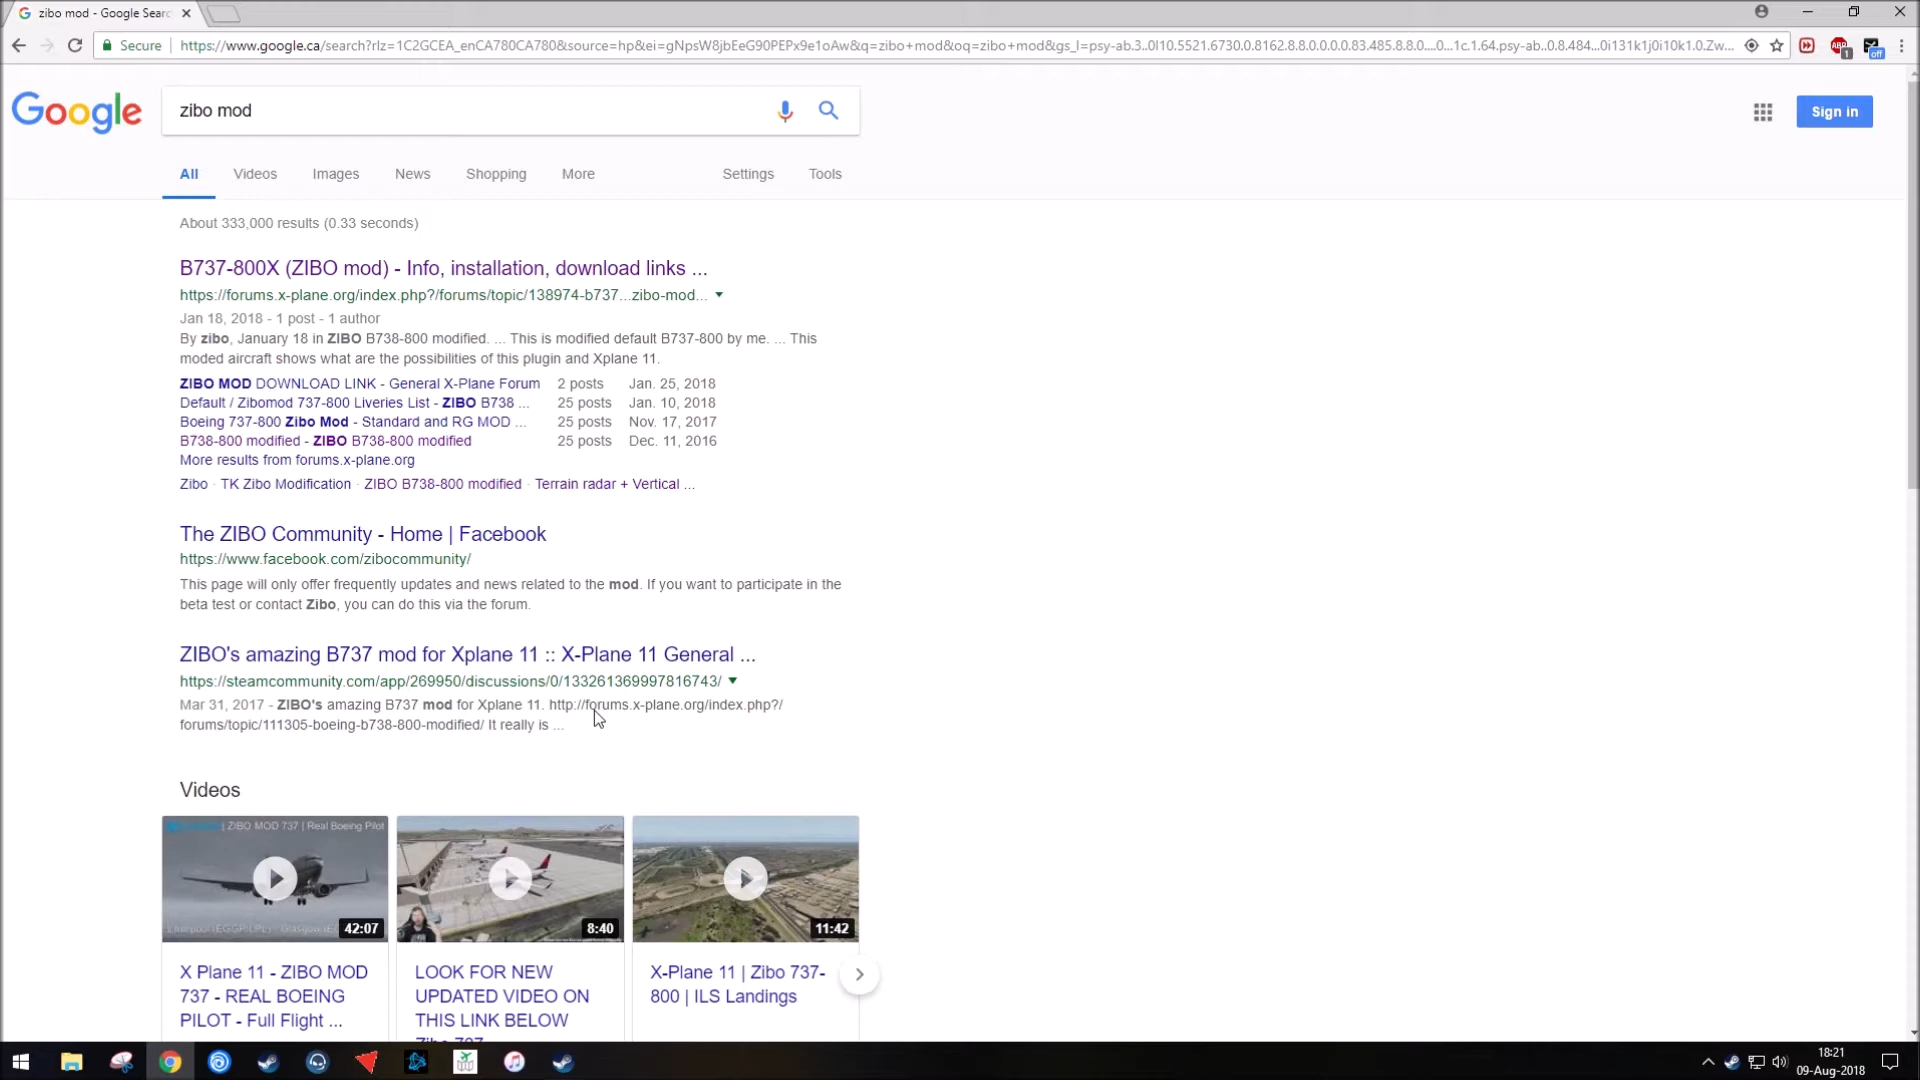 zibo mod - Google Searc
Secure
https://www.google.ca/search?rlz=1C2GCEA_enCA780CA780&source=hp&ei=gNpsW8jbEeG90PEPx9e1oAw&q=zibo+mod&oq=zibo+mod&gs_l=psy-ab.3..0l10.5521.6730.0.8162.8.8.0.0.0.0.83.485.8.8.0....0...1c.1.64.psy-ab..0.8.484...0i131k1j0i10k1.0.Zw...
ABP
1
off
Google
zibo mod
Sign in
All
Videos
Images
News
Shopping
More
Settings
Tools
About 333,000 results (0.33 seconds)
B737-800X (ZIBO mod) - Info, installation, download links ...
https://forums.x-plane.org/index.php?/forums/topic/138974-b737...zibo-mod...
Jan 18, 2018 - 1 post - 1 author
By zibo, January 18 in ZIBO B738-800 modified. ... This is modified default B737-800 by me. ... This
moded aircraft shows what are the possibilities of this plugin and Xplane 11.
ZIBO MOD DOWNLOAD LINK - General X-Plane Forum 2 posts Jan. 25, 2018
Default / Zibomod 737-800 Liveries List - ZIBO B738 ... 25 posts Jan. 10, 2018
Boeing 737-800 Zibo Mod - Standard and RG MOD ... 25 posts Nov. 17, 2017
B738-800 modified - ZIBO B738-800 modified 25 posts Dec. 11, 2016
More results from forums.x-plane.org
Zibo · TK Zibo Modification · ZIBO B738-800 modified · Terrain radar + Vertical ...
The ZIBO Community - Home | Facebook
https://www.facebook.com/zibocommunity/
This page will only offer frequently updates and news related to the mod. If you want to participate in the
beta test or contact Zibo, you can do this via the forum.
ZIBO's amazing B737 mod for Xplane 11 :: X-Plane 11 General ...
https://steamcommunity.com/app/269950/discussions/0/133261369997816743/
Mar 31, 2017 - ZIBO's amazing B737 mod for Xplane 11. http://forums.x-plane.org/index.php?/
forums/topic/111305-boeing-b738-800-modified/ It really is ...
Videos
| ZIBO MOD 737 | Real Boeing Pilot
42:07
8:40
11:42
X Plane 11 - ZIBO MOD
737 - REAL BOEING
PILOT - Full Flight ...
LOOK FOR NEW
UPDATED VIDEO ON
THIS LINK BELOW
Zibo 737
X-Plane 11 | Zibo 737-
800 | ILS Landings
18:21
09-Aug-2018